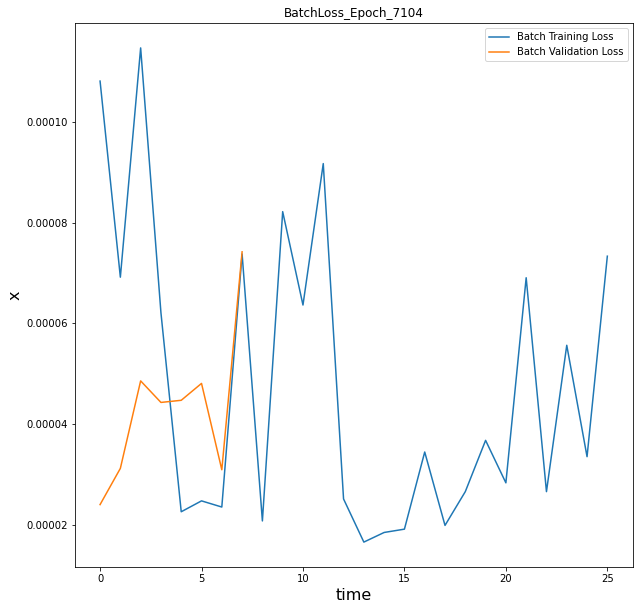 BatchLoss_Epoch_7104
Batch Training Loss
Batch Validation Loss
x
0.00010
0.00008
0.00006
0.00004
0.00002
0
5
10
15
20
25
time